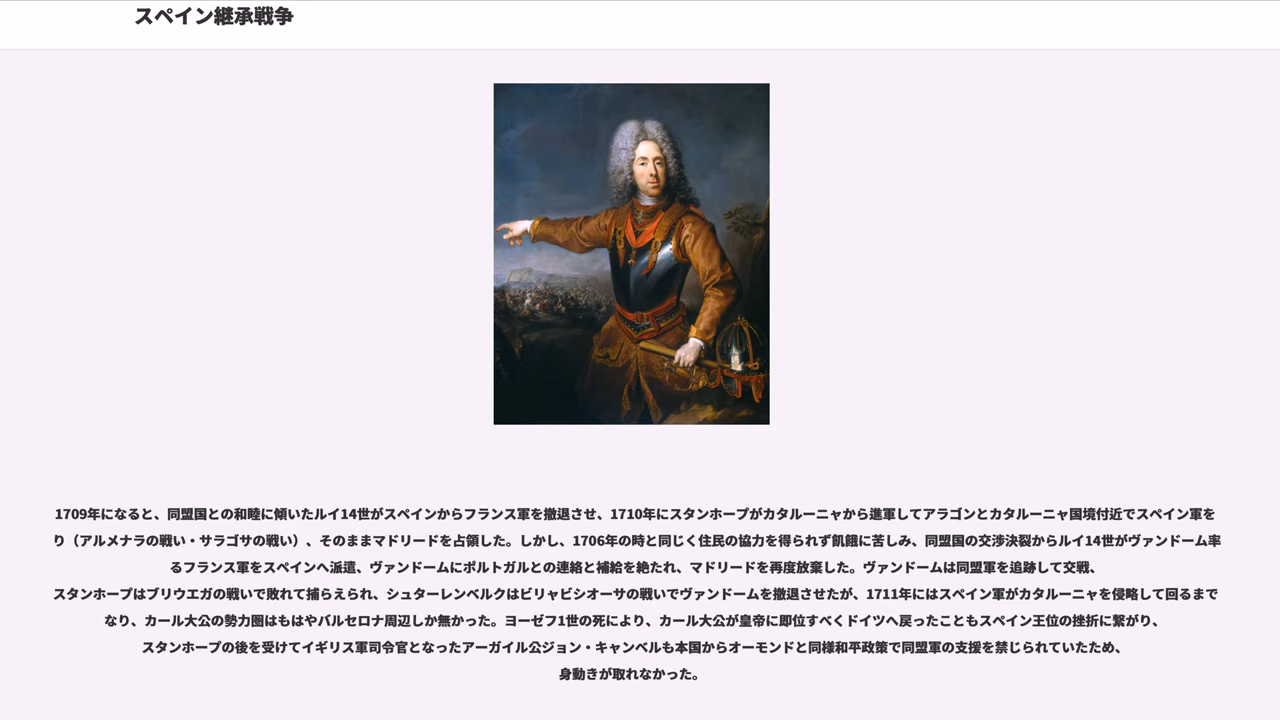 スペイン継承戦争
1709年になると、同盟国との和睦に傾いたルイ14世がスペインからフランス軍を撤退させ、1710年にスタンホープがカタルーニャから進軍してアラゴンとカタルーニャ国境付近でスペイン軍を
り（アルメナラの戦い・サラゴサの戦い）、そのままマドリードを占領した。しかし、1706年の時と同じく住民の協力を得られず飢餓に苦しみ、同盟国の交渉決裂からルイ14世がヴァンドーム率
るフランス軍をスペインへ派遣、ヴァンドームにポルトガルとの連絡と補給を絶たれ、マドリードを再度放棄した。ヴァンドームは同盟軍を追跡して交戦、
スタンホープはブリウエガの戦いで敗れて捕らえられ、シュターレンベルクはビリャビシオーサの戦いでヴァンドームを撤退させたが、1711年にはスペイン軍がカタルーニャを侵略して回るまで
なり、カール大公の勢力圏はもはやバルセロナ周辺しか無かった。ヨーゼフ1世の死により、カール大公が皇帝に即位すべくドイツへ戻ったこともスペイン王位の挫折に繋がり、
スタンホープの後を受けてイギリス軍司令官となったアーガイル公ジョン・キャンベルも本国からオーモンドと同様和平政策で同盟軍の支援を禁じられていたため、
身動きが取れなかった。